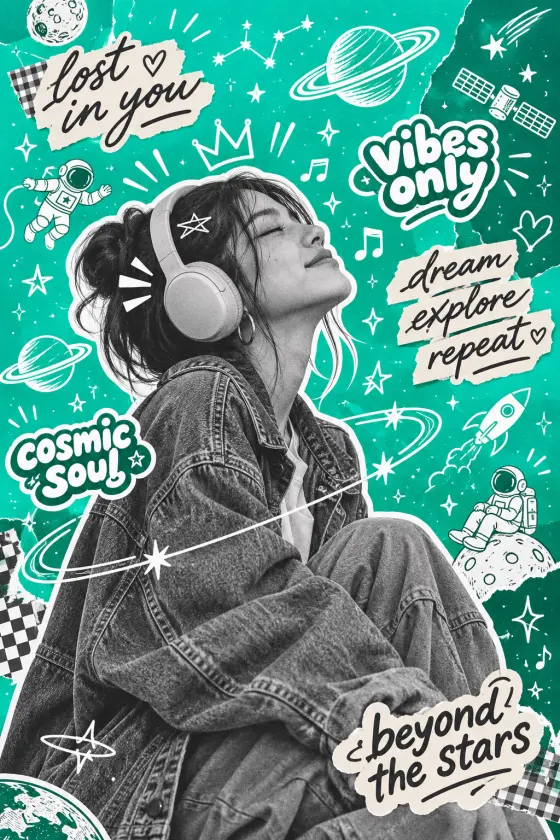 lost
in you
vibes
only
dream
explore
repeat
cosmic
soul
beyond
the stars